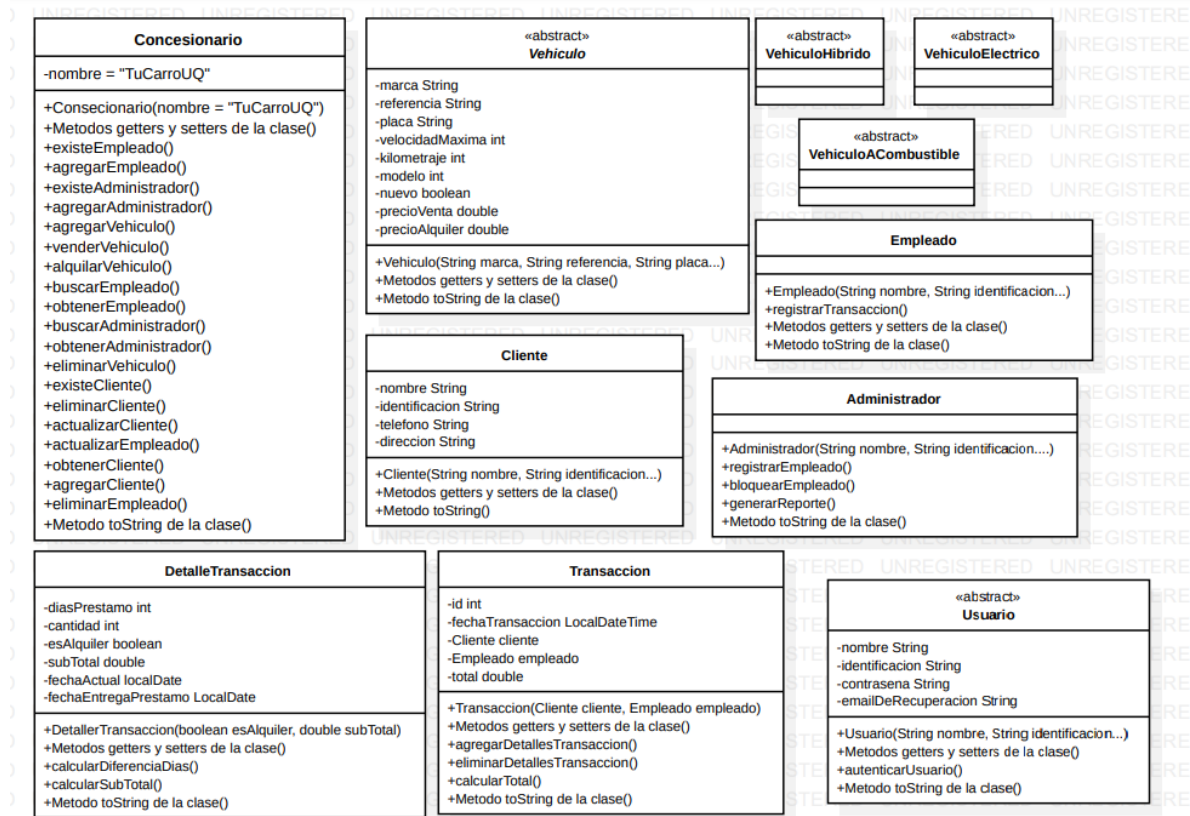 Concesionario
-nombre = "TuCarroUQ"
+Consecionario(nombre = "TuCarroUQ")
+Metodos getters y setters de la clase()
+existeEmpleado()
+agregarEmpleado()
+existeAdministrador()
+agregarAdministrador()
+agregarVehiculo()
+venderVehiculo()
+alquilarVehiculo()
+buscarEmpleado()
+obtenerEmpleado()
+buscarAdministrador()
+obtenerAdministrador()
+eliminarVehiculo()
+existeCliente()
+eliminarCliente()
+actualizarCliente()
+actualizarEmpleado()
+obtenerCliente()
+agregarCliente()
+eliminarEmpleado()
+Metodo toString de la clase()
«abstract»
Vehiculo
-marca String
-referencia String
-placa String
-velocidadMaxima int
-kilometraje int
-modelo int
-nuevo boolean
-precioVenta double
-precioAlquiler double
+Vehiculo(String marca, String referencia, String placa...)
+Metodos getters y setters de la clase()
+Metodo toString de la clase()
«abstract»
VehiculoHibrido
«abstract»
VehiculoElectrico
«abstract»
VehiculoACombustible
Empleado
+Empleado(String nombre, String identificacion...)
+registrarTransaccion()
+Metodos getters y setters de la clase()
+Metodo toString de la clase()
Cliente
-nombre String
-identificacion String
-telefono String
-direccion String
+Cliente(String nombre, String identificacion...)
+Metodos getters y setters de la clase()
+Metodo toString()
Administrador
+Administrador(String nombre, String identificacion....)
+registrarEmpleado()
+bloquearEmpleado()
+generarReporte()
+Metodo toString de la clase()
DetalleTransaccion
-diasPrestamo int
-cantidad int
-esAlquiler boolean
-subTotal double
-fechaActual localDate
-fechaEntregaPrestamo LocalDate
+DetallerTransaccion(boolean esAlquiler, double subTotal)
+Metodos getters y setters de la clase()
+calcularDiferenciaDias()
+calcularSubTotal()
+Metodo toString de la clase()
Transaccion
-id int
-fechaTransaccion LocalDateTime
-Cliente cliente
-Empleado empleado
-total double
+Transaccion(Cliente cliente, Empleado empleado)
+Metodos getters y setters de la clase()
+agregarDetallesTransaccion()
+eliminarDetallesTransaccion()
+calcularTotal()
+Metodo toString de la clase()
«abstract»
Usuario
-nombre String
-identificacion String
-contrasena String
-emailDeRecuperacion String
+Usuario(String nombre, String identificacion...)
+Metodos getters y setters de la clase()
+autenticarUsuario()
+Metodo toString de la clase()